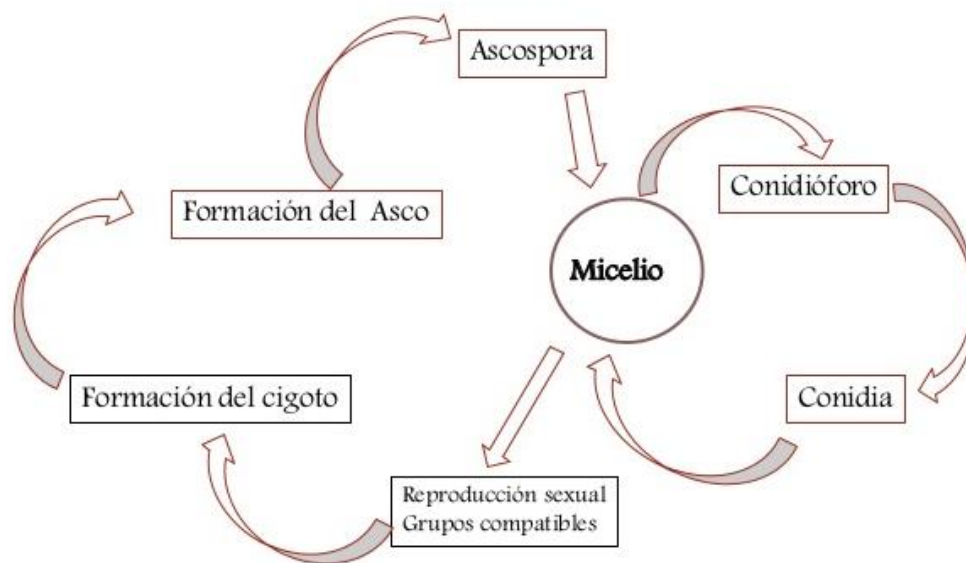 Ascospora
Conidióforo
Formación del Asco
Micelio
Formación del cigoto
Conidia
Reproducción sexual
Grupos compatibles